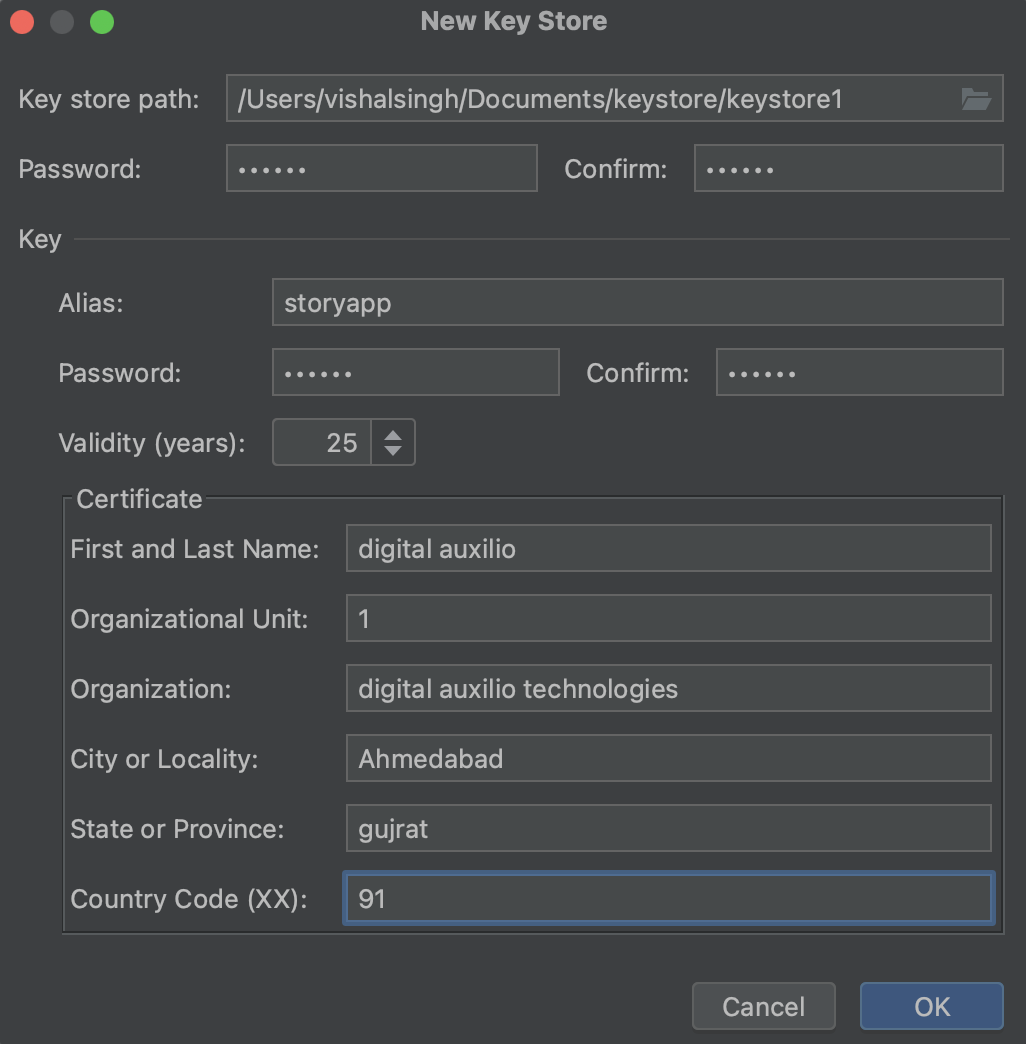 New Key Store
Key store path: /Users/vishalsingh/Documents/keystore/keystore1
Password: •••••• Confirm: ••••••
Key
Alias: storyapp
Password: •••••• Confirm: ••••••
Validity (years): 25
Certificate
First and Last Name: digital auxilio
Organizational Unit: 1
Organization: digital auxilio technologies
City or Locality: Ahmedabad
State or Province: gujrat
Country Code (XX): 91
Cancel OK